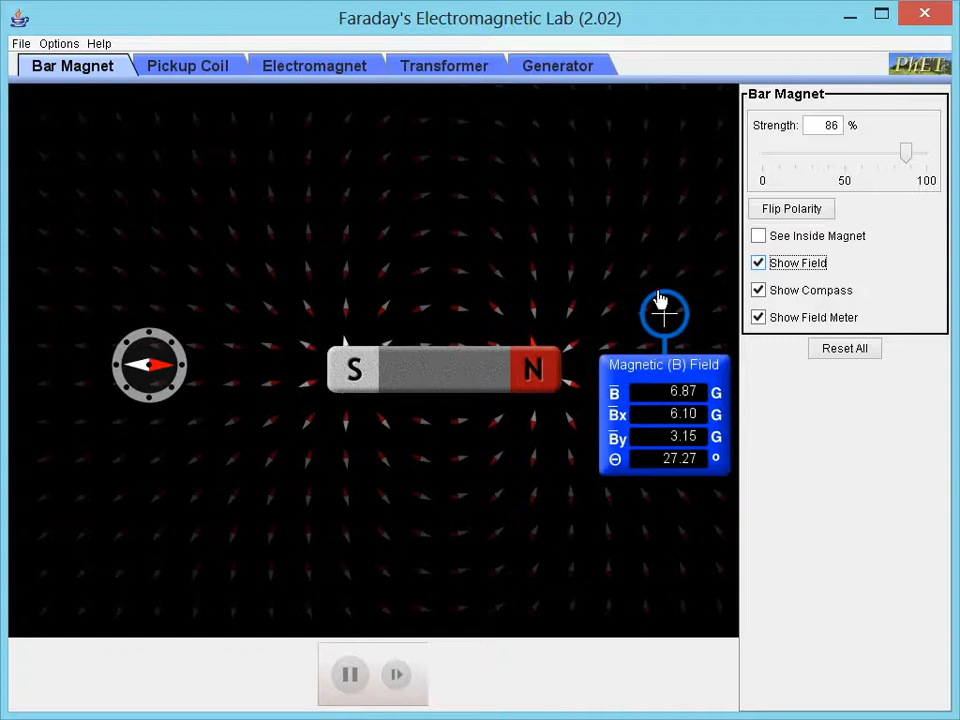 Faraday's Electromagnetic Lab (2.02)
File Options Help
Bar Magnet Pickup Coil Electromagnet Transformer Generator
PhET
Bar Magnet
Strength: 86 %
0 50 100
Flip Polarity
See Inside Magnet
Show Field
Show Compass
Show Field Meter
Reset All
S N
Magnetic (B) Field
B 6.87 G
Bx 6.10 G
By 3.15 G
Θ 27.27 º